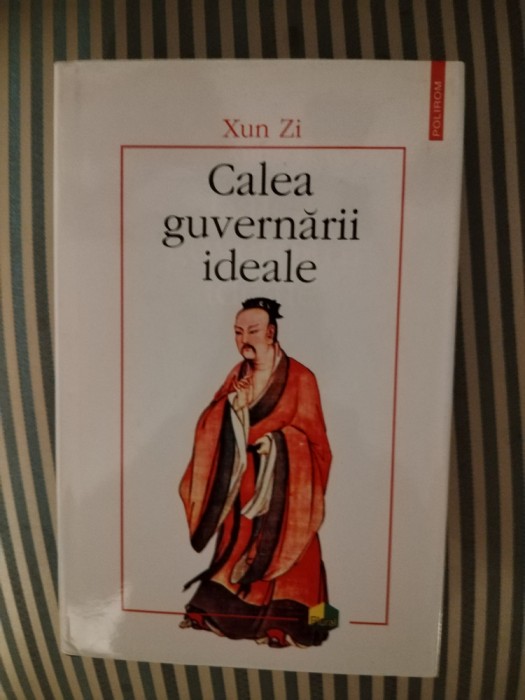 POLIROM
Xun Zi
Calea
guvernării
ideale